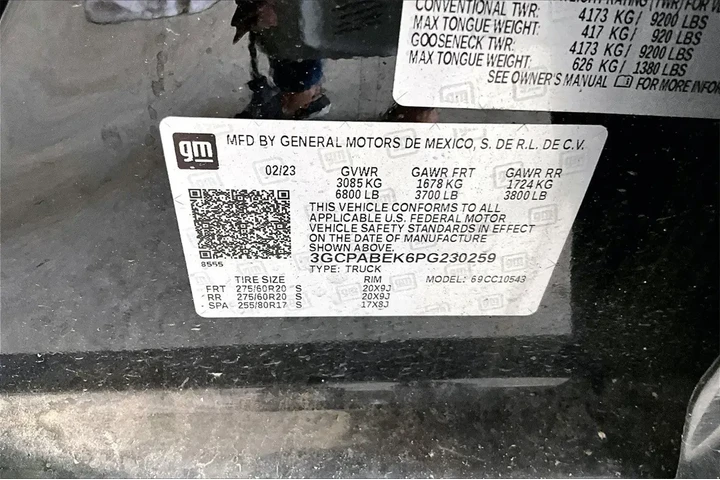 CONVENTIONAL TWR: 4173 KG/ 9200 LBS
MAX TONGUE WEIGHT: 417 KG/ 920 LBS
GOOSENECK TWR: 4173 KG/ 9200 LBS
MAX TONGUE WEIGHT: 626 KG/ 1380 LBS
SEE OWNER'S MANUAL FOR MORE INFOR
gm
MFD BY GENERAL MOTORS DE MEXICO, S. DE R.L. DE C.V.
02/23 GVWR GAWR FRT GAWR RR
3085 KG 1678 KG 1724 KG
6800 LB 3700 LB 3800 LB
THIS VEHICLE CONFORMS TO ALL
APPLICABLE U.S. FEDERAL MOTOR
VEHICLE SAFETY STANDARDS IN EFFECT
ON THE DATE OF MANUFACTURE
SHOWN ABOVE.
3GCPABEK6PG230259
8555
TYPE: TRUCK MODEL: 69CC10543
TIRE SIZE RIM
FRT 275/60R20 S 20X9J
RR 275/60R20 S 20X9J
SPA 255/80R17 S 17X8J